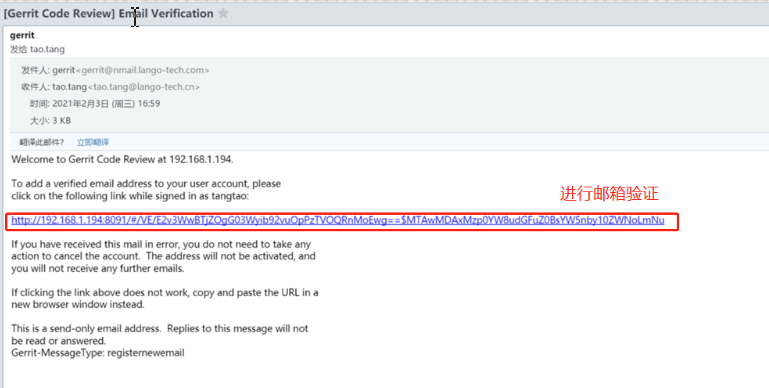 [Gerrit Code Review] Email Verification
gerrit
发给 tao.tang
发件人: gerrit<gerrit@nmail.lango-tech.com>
收件人: tao.tang<tao.tang@lango-tech.cn>
时间: 2021年2月3日 (周三) 16:59
大小: 3 KB
翻译此邮件? 立即翻译
Welcome to Gerrit Code Review at 192.168.1.194.
To add a verified email address to your user account, please
click on the following link while signed in as tangtao:
进行邮箱验证
http://192.168.1.194:8091/#/VE/E2v3WwBTjZOgG03Wyib92vuOpPzTVOQRnMoEwg==$MTAwMDAxMzp0YW8udGFuZ0BsYW5nby10ZWNoLmNu
If you have received this mail in error, you do not need to take any
action to cancel the account.  The address will not be activated, and
you will not receive any further emails.
If clicking the link above does not work, copy and paste the URL in a
new browser window instead.
This is a send-only email address.  Replies to this message will not
be read or answered.
Gerrit-MessageType: registernewemail